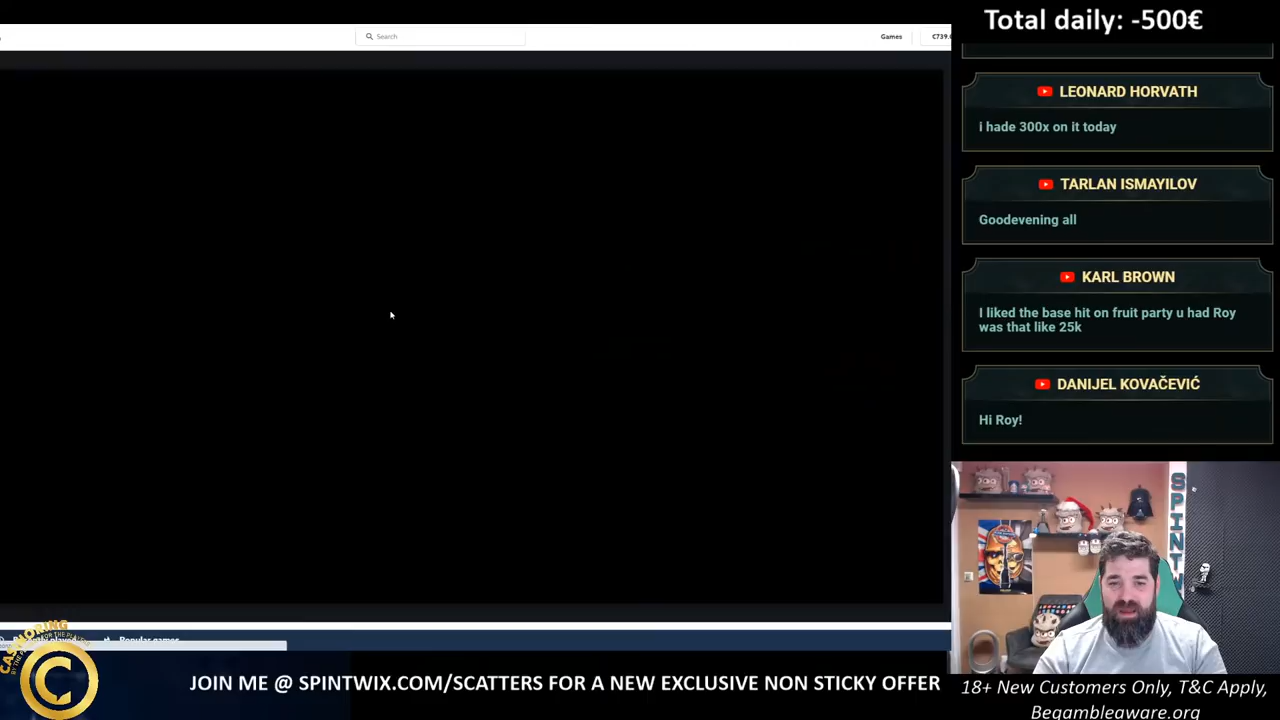 Total daily: -500€
Search
Games
LEONARD HORVATH
i hade 300x on it today
TARLAN ISMAYILOV
Goodevening all
KARL BROWN
I liked the base hit on fruit party u had Roy
was that like 25k
DANIJEL KOVAČEVIĆ
Hi Roy!
Popular games
JOIN ME @ SPINTWIX.COM/SCATTERS FOR A NEW EXCLUSIVE NON STICKY OFFER
18+ New Customers Only, T&C Apply,
Begambleaware.org